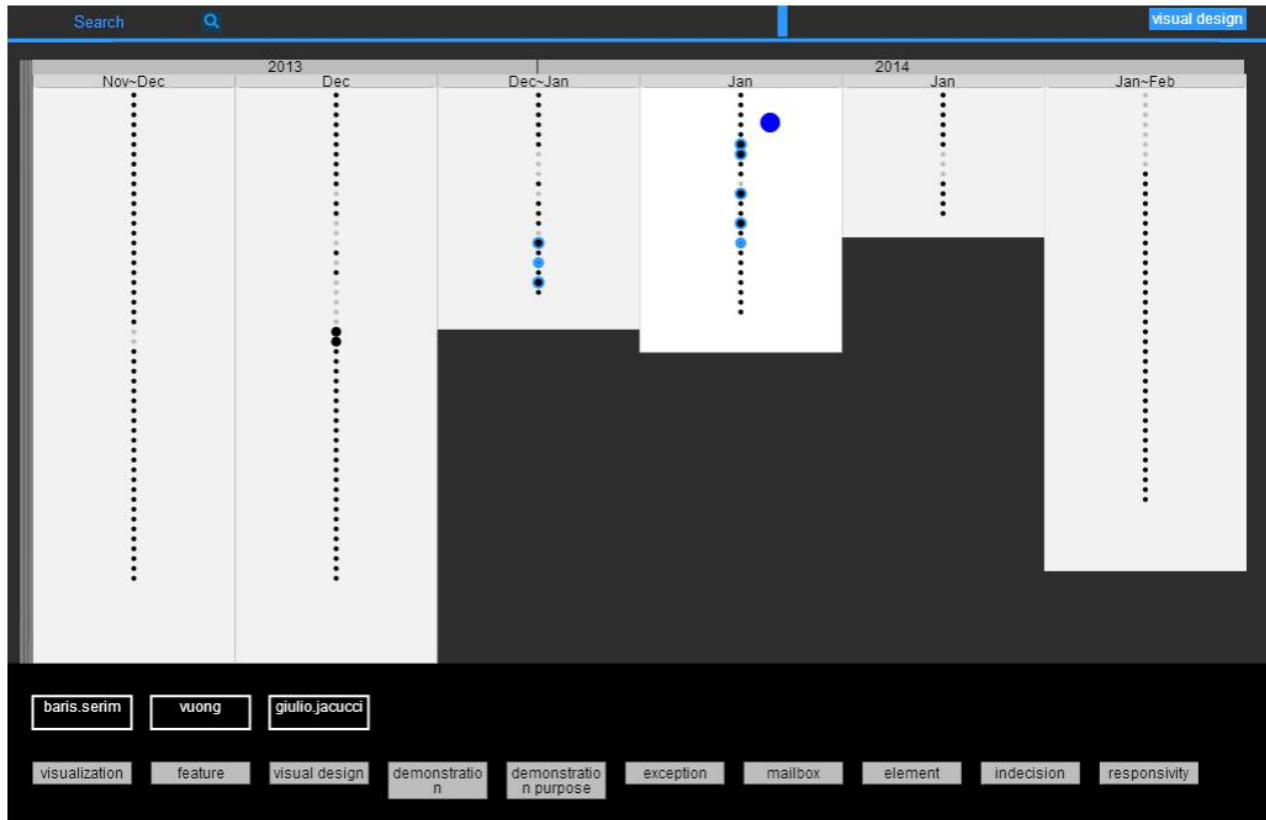 Search
visual design
2013
2014
Nov~Dec
Dec
Dec~Jan
Jan
Jan
Jan~Feb
baris.serim
vuong
giulio.jacucci
visualization
feature
visual design
demonstratio
n
demonstratio
n purpose
exception
mailbox
element
indecision
responsivity